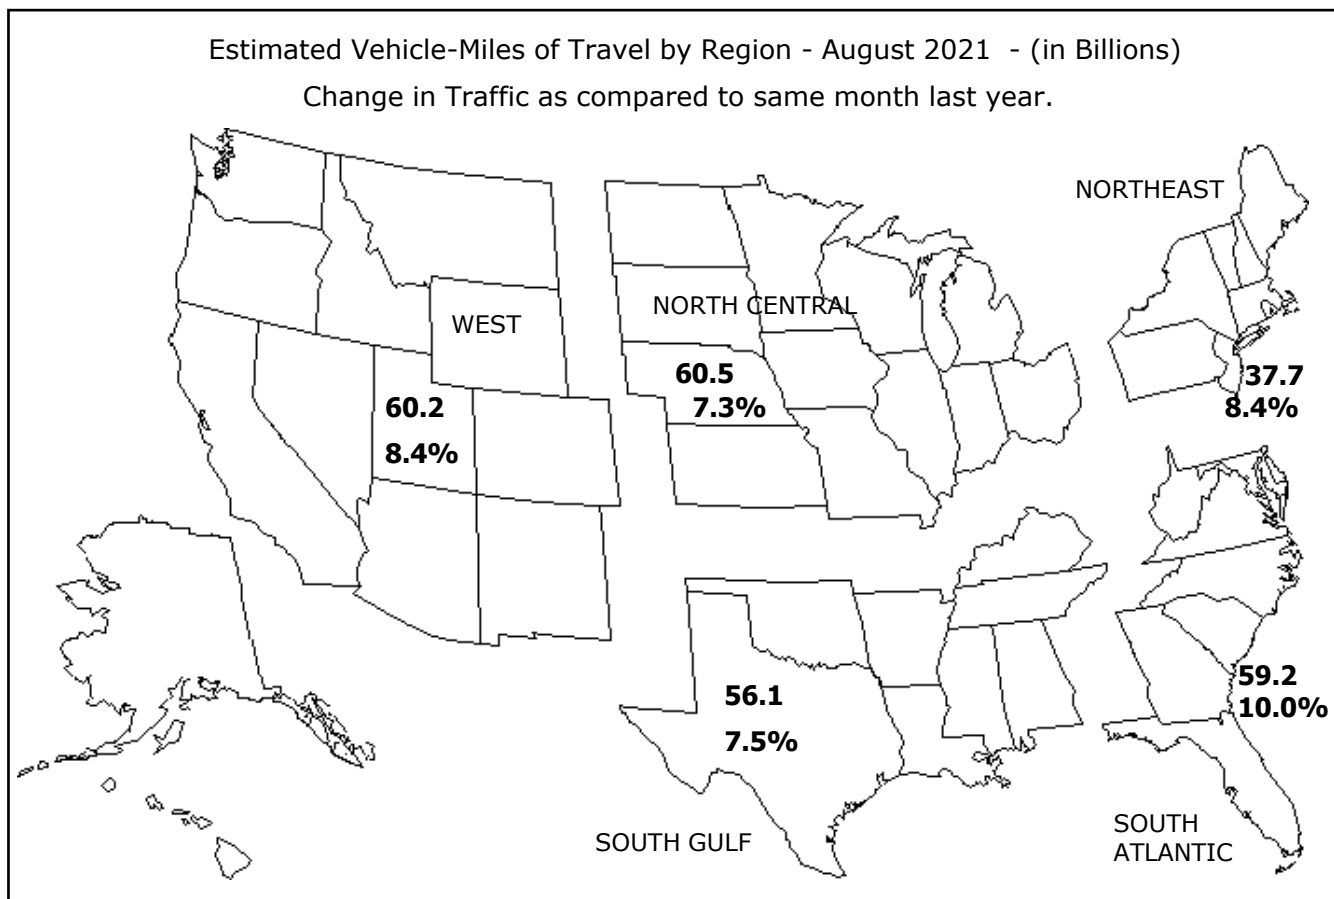 Estimated Vehicle-Miles of Travel by Region - August 2021 - (in Billions)
Change in Traffic as compared to same month last year.
NORTHEAST
37.7
8.4%
WEST
60.2
8.4%
NORTH CENTRAL
60.5
7.3%
56.1
7.5%
SOUTH GULF
59.2
10.0%
SOUTH
ATLANTIC